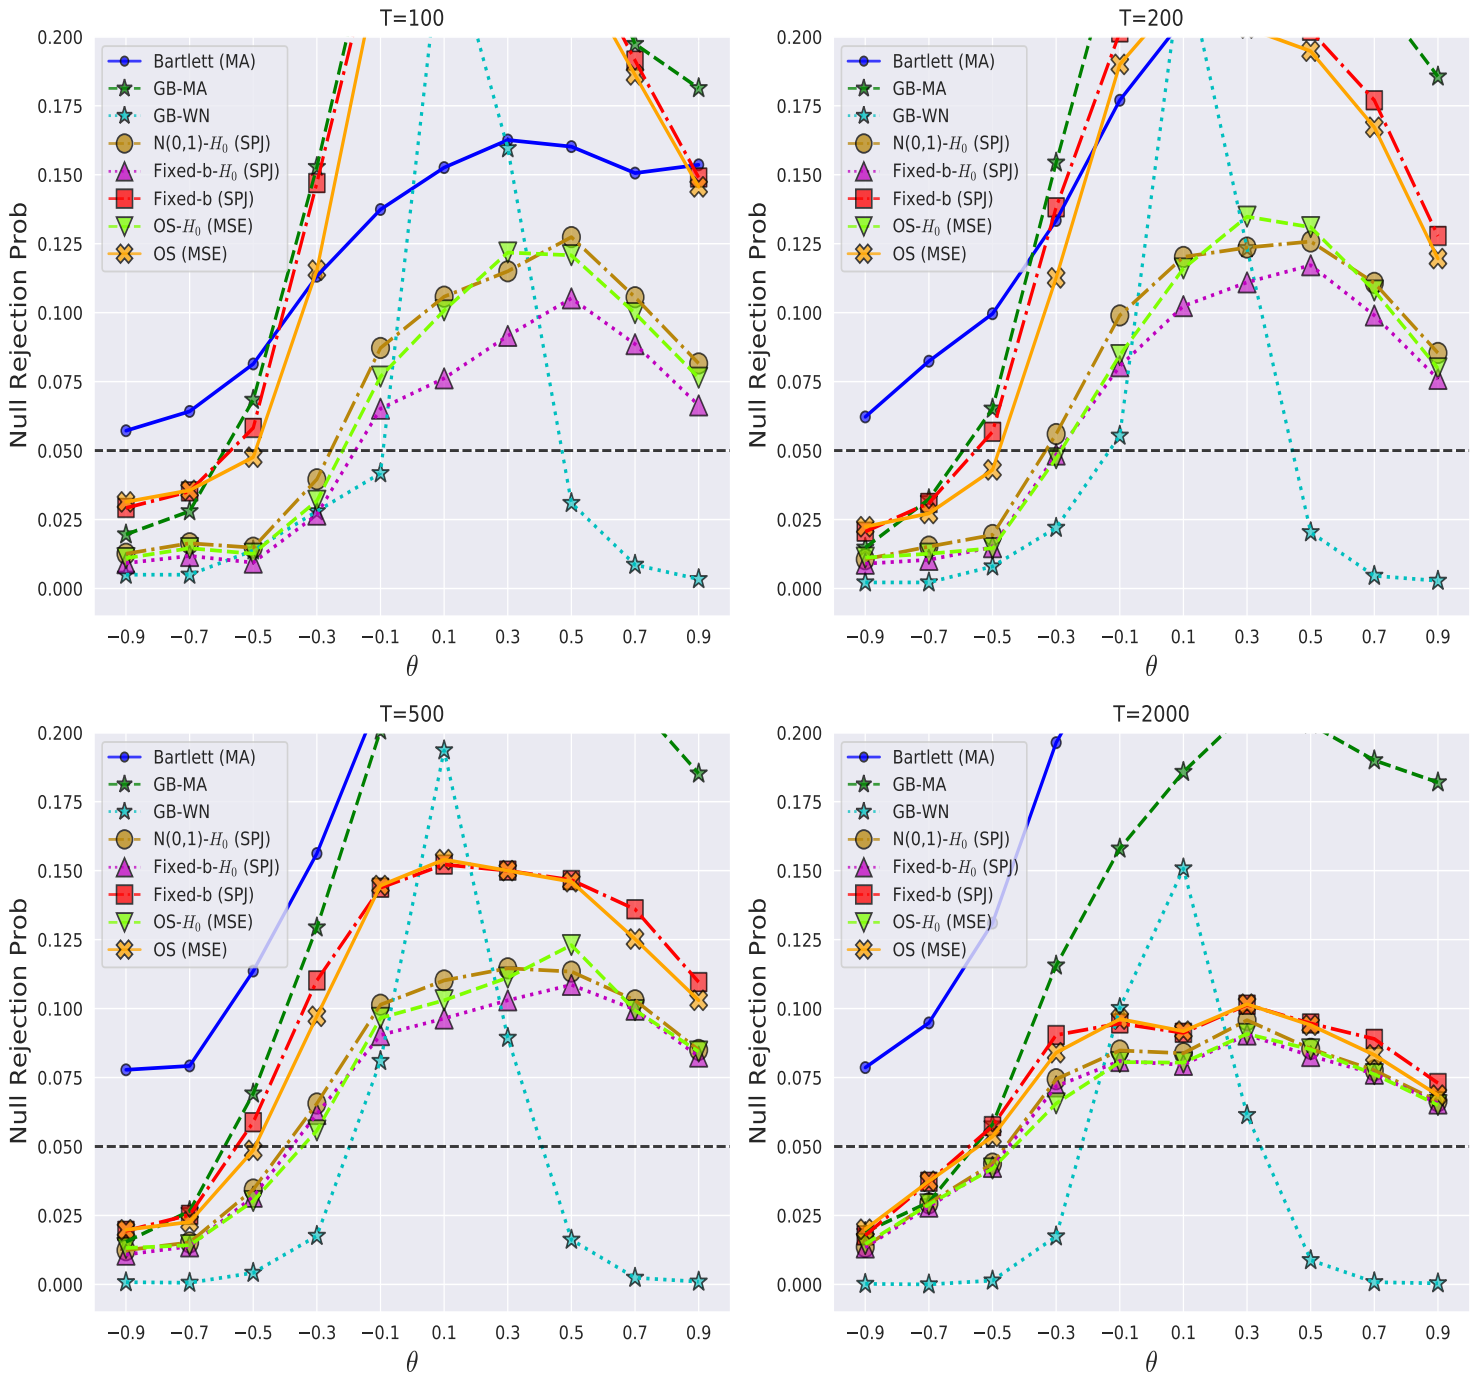 T=100
Null Rejection Prob
0.200
0.175
0.150
0.125
0.100
0.075
0.050
0.025
0.000
Bartlett (MA)
GB-MA
GB-WN
N(0,1)-H₀ (SPJ)
Fixed-b-H₀ (SPJ)
Fixed-b (SPJ)
OS-H₀ (MSE)
OS (MSE)
−0.9 −0.7 −0.5 −0.3 −0.1 0.1 0.3 0.5 0.7 0.9
θ
T=200
Null Rejection Prob
0.200
0.175
0.150
0.125
0.100
0.075
0.050
0.025
0.000
Bartlett (MA)
GB-MA
GB-WN
N(0,1)-H₀ (SPJ)
Fixed-b-H₀ (SPJ)
Fixed-b (SPJ)
OS-H₀ (MSE)
OS (MSE)
−0.9 −0.7 −0.5 −0.3 −0.1 0.1 0.3 0.5 0.7 0.9
θ
T=500
Null Rejection Prob
0.200
0.175
0.150
0.125
0.100
0.075
0.050
0.025
0.000
Bartlett (MA)
GB-MA
GB-WN
N(0,1)-H₀ (SPJ)
Fixed-b-H₀ (SPJ)
Fixed-b (SPJ)
OS-H₀ (MSE)
OS (MSE)
−0.9 −0.7 −0.5 −0.3 −0.1 0.1 0.3 0.5 0.7 0.9
θ
T=2000
Null Rejection Prob
0.200
0.175
0.150
0.125
0.100
0.075
0.050
0.025
0.000
Bartlett (MA)
GB-MA
GB-WN
N(0,1)-H₀ (SPJ)
Fixed-b-H₀ (SPJ)
Fixed-b (SPJ)
OS-H₀ (MSE)
OS (MSE)
−0.9 −0.7 −0.5 −0.3 −0.1 0.1 0.3 0.5 0.7 0.9
θ